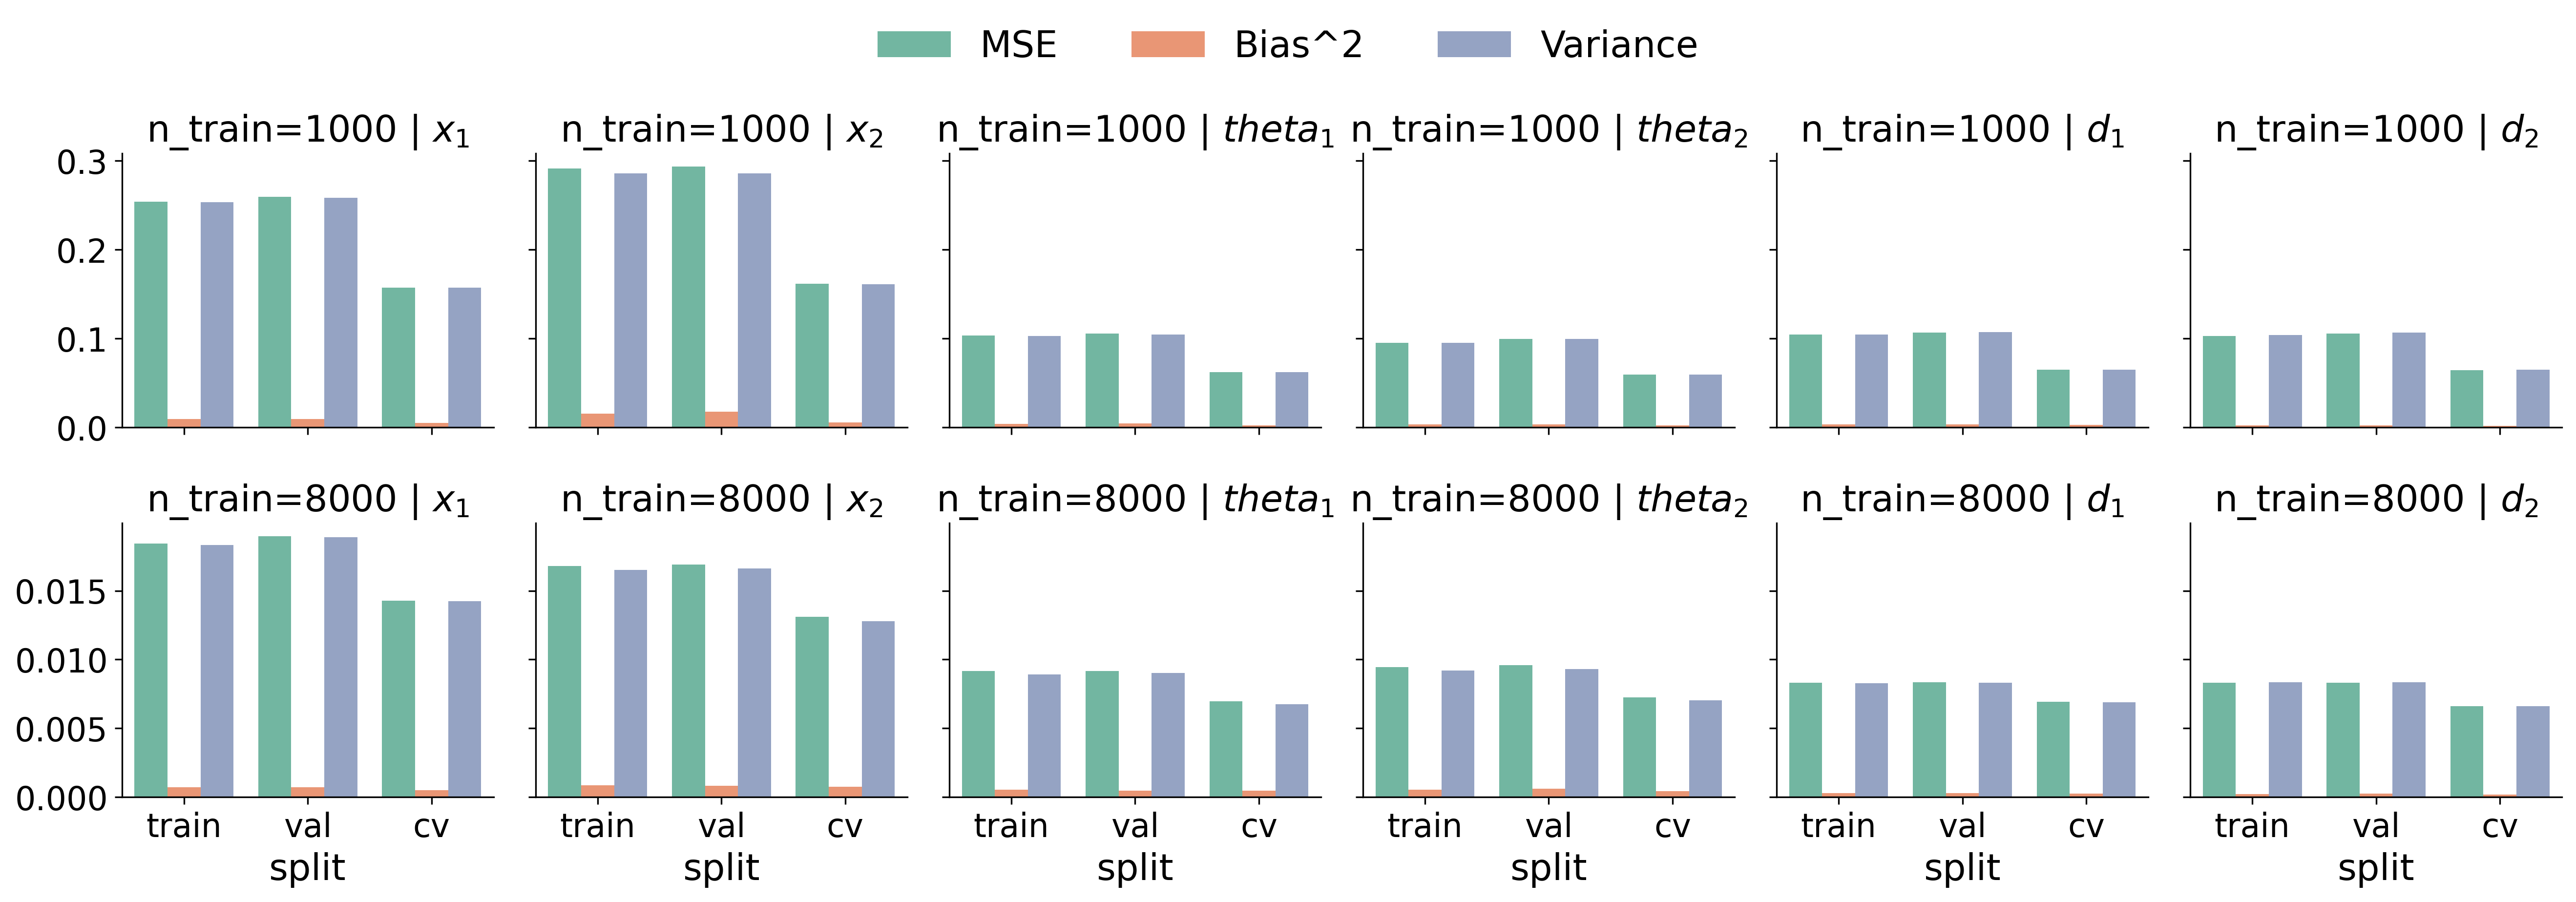 MSE Bias^2 Variance
n_train=1000 | x₁ n_train=1000 | x₂ n_train=1000 | theta₁ n_train=1000 | theta₂ n_train=1000 | d₁ n_train=1000 | d₂
0.3
0.2
0.1
0.0
n_train=8000 | x₁ n_train=8000 | x₂ n_train=8000 | theta₁ n_train=8000 | theta₂ n_train=8000 | d₁ n_train=8000 | d₂
0.015
0.010
0.005
0.000
train val cv train val cv train val cv train val cv train val cv train val cv
split split split split split split